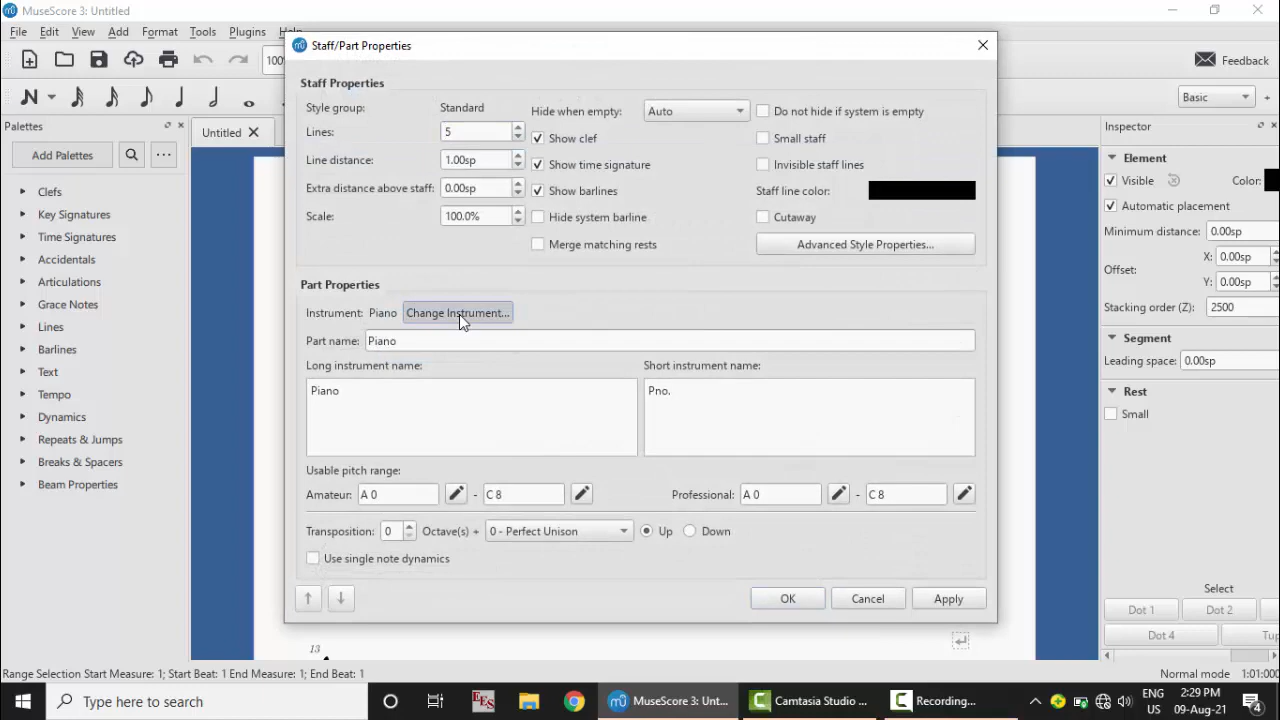 MuseScore 3: Untitled
File Edit View Add Format Tools Plugins Help
100
Feedback
N
Basic
Palettes
Untitled
Add Palettes
...
Clefs
Key Signatures
Time Signatures
Accidentals
Articulations
Grace Notes
Lines
Barlines
Text
Tempo
Dynamics
Repeats & Jumps
Breaks & Spacers
Beam Properties
Staff/Part Properties
Staff Properties
Style group: Standard
Lines: 5
Line distance: 1.00sp
Extra distance above staff: 0.00sp
Scale: 100.0%
Hide when empty: Auto
Show clef
Show time signature
Show barlines
Hide system barline
Merge matching rests
Do not hide if system is empty
Small staff
Invisible staff lines
Staff line color:
Cutaway
Advanced Style Properties...
Part Properties
Instrument: Piano Change Instrument...
Part name: Piano
Long instrument name: Short instrument name:
Piano Pno.
Usable pitch range:
Amateur: A 0 - C 8 Professional: A 0 - C 8
Transposition: 0 Octave(s) + 0 - Perfect Unison Up Down
Use single note dynamics
OK Cancel Apply
13
Inspector
Element
Visible Color:
Automatic placement
Minimum distance: 0.00sp
X: 0.00sp
Offset:
Y: 0.00sp
Stacking order (Z): 2500
Segment
Leading space: 0.00sp
Rest
Small
Select
Dot 1 Dot 2
Dot 4 Tup
Range Selection Start Measure: 1; Start Beat: 1 End Measure: 1; End Beat: 1
Normal mode 1:01:000
Type here to search
EES
MuseScore 3: Unt...
Camtasia Studio ...
Recording...
ENG
US
2:29 PM
09-Aug-21
4